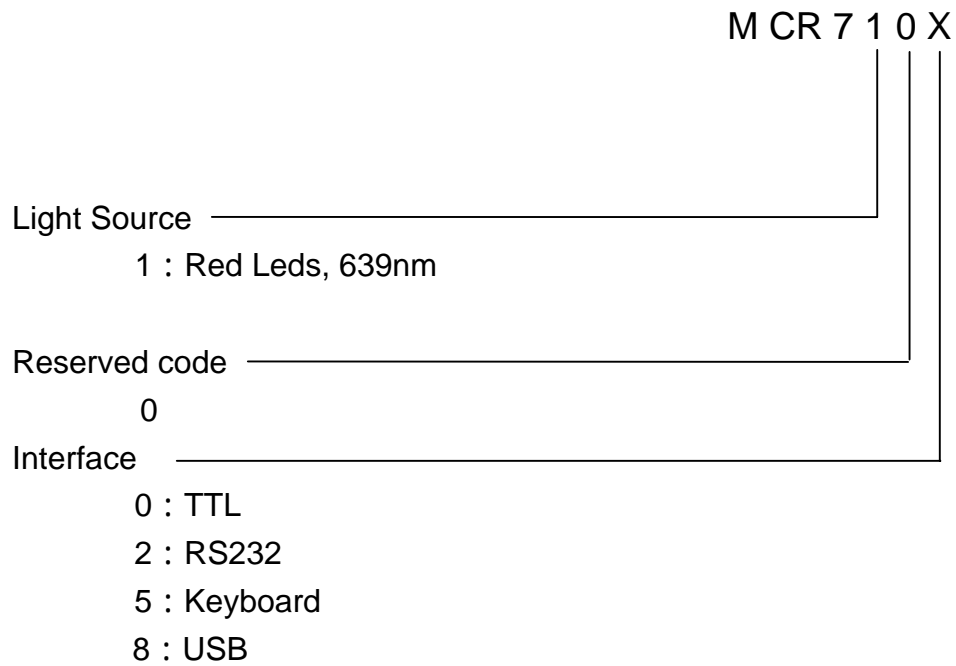 M CR 7 1 0 X
Light Source
1 : Red Leds, 639nm
Reserved code
0
Interface
0 : TTL
2 : RS232
5 : Keyboard
8 : USB